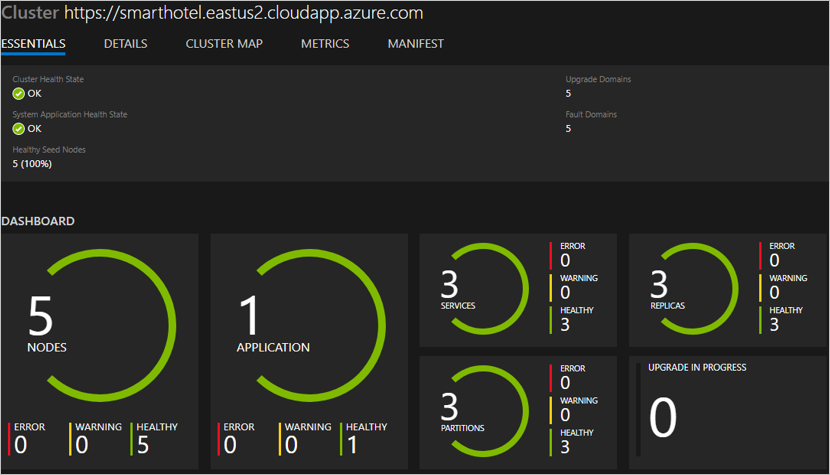 Cluster https://smarthotel.eastus2.cloudapp.azure.com
ESSENTIALS DETAILS CLUSTER MAP METRICS MANIFEST
Cluster Health State
OK
Upgrade Domains
5
System Application Health State
OK
Fault Domains
5
Healthy Seed Nodes
5 (100%)
DASHBOARD
5
NODES
ERROR
0
WARNING
0
HEALTHY
5
1
APPLICATION
ERROR
0
WARNING
0
HEALTHY
1
3
SERVICES
ERROR
0
WARNING
0
HEALTHY
3
3
REPLICAS
ERROR
0
WARNING
0
HEALTHY
3
3
PARTITIONS
ERROR
0
WARNING
0
HEALTHY
3
UPGRADE IN PROGRESS
0